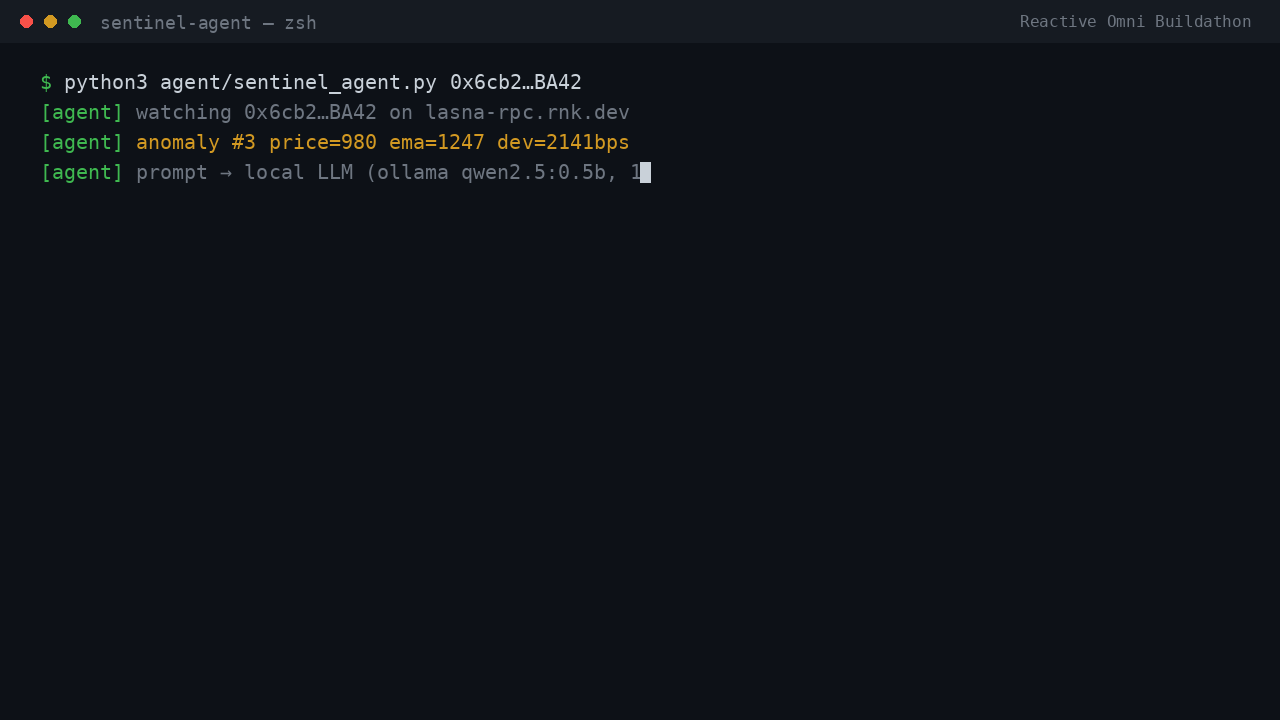 sentinel-agent — zsh
Reactive Omni Buildathon
$ python3 agent/sentinel_agent.py 0x6cb2…BA42
[agent] watching 0x6cb2…BA42 on lasna-rpc.rnk.dev
[agent] anomaly #3 price=980 ema=1247 dev=2141bps
[agent] prompt → local LLM (ollama qwen2.5:0.5b, 1